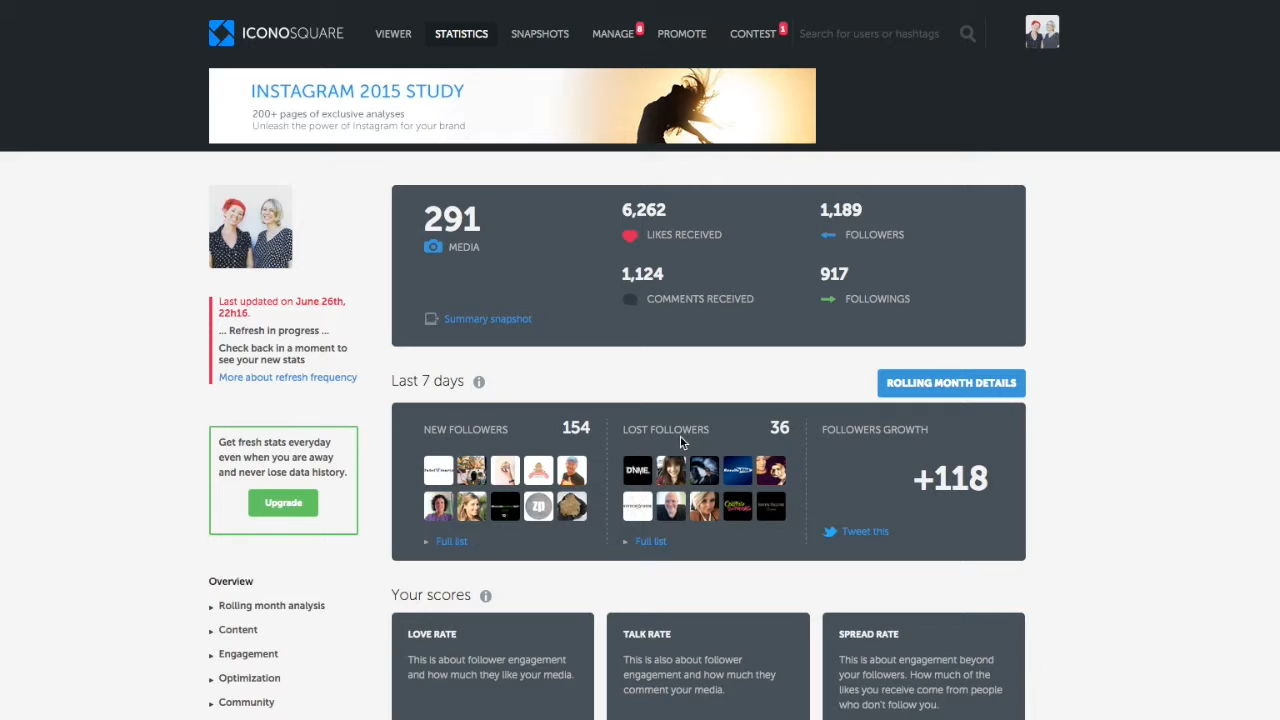 ICONOSQUARE
VIEWER
STATISTICS
SNAPSHOTS
MANAGE
8
PROMOTE
CONTEST
1
Search for users or hashtags
INSTAGRAM 2015 STUDY
200+ pages of exclusive analyses
Unleash the power of Instagram for your brand
291
MEDIA
Summary snapshot
6,262
LIKES RECEIVED
1,124
COMMENTS RECEIVED
1,189
FOLLOWERS
917
FOLLOWINGS
Last updated on June 26th,
22h16.
... Refresh in progress ...
Check back in a moment to
see your new stats
More about refresh frequency
Get fresh stats everyday
even when you are away
and never lose data history.
Upgrade
Last 7 days
ROLLING MONTH DETAILS
NEW FOLLOWERS 154
Full list
LOST FOLLOWERS 36
Full list
FOLLOWERS GROWTH
+118
Tweet this
Overview
Rolling month analysis
Content
Engagement
Optimization
Community
Your scores
LOVE RATE
This is about follower engagement
and how much they like your media.
TALK RATE
This is also about follower
engagement and how much they
comment your media.
SPREAD RATE
This is about engagement beyond
your followers. How much of the
likes you receive come from people
who don't follow you.